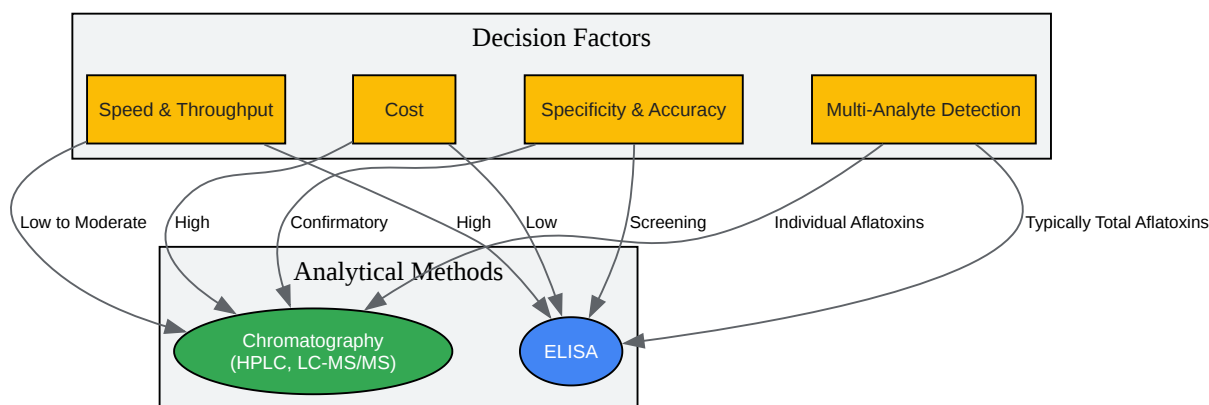 Decision Factors
Speed & Throughput
Cost
Specificity & Accuracy
Multi-Analyte Detection
Low to Moderate
High
Confirmatory
High
Low
Screening
Individual Aflatoxins
Typically Total Aflatoxins
Analytical Methods
Chromatography
(HPLC, LC-MS/MS)
ELISA